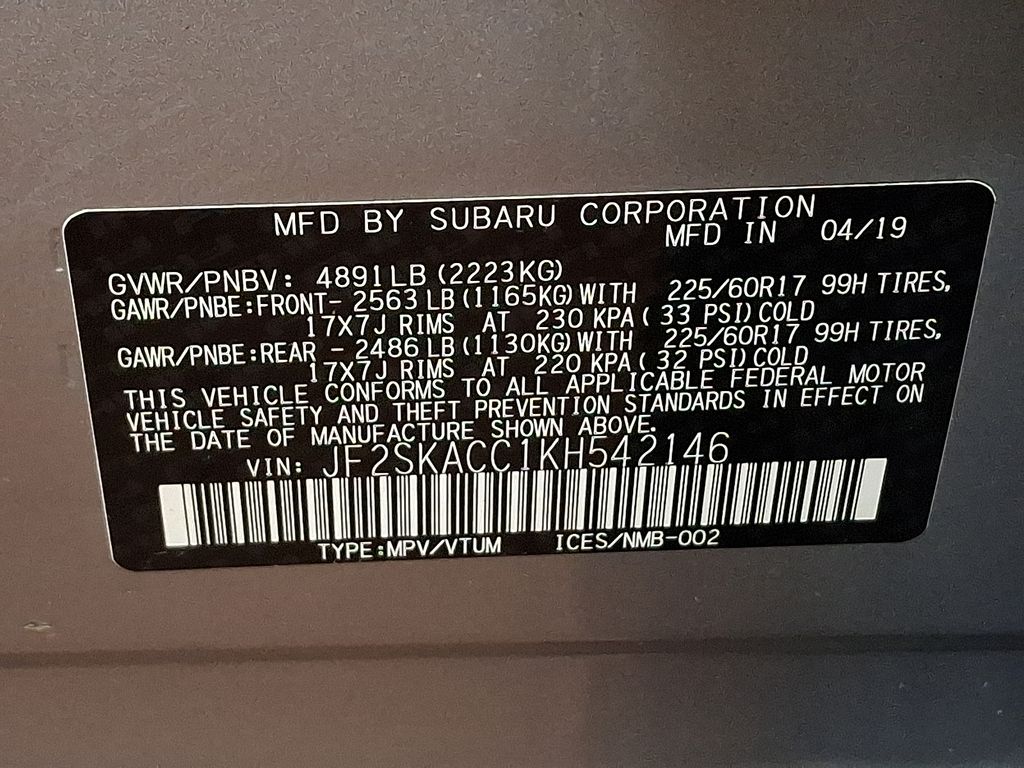 MFD BY SUBARU CORPORATION
MFD IN 04/19
GVWR/PNBV: 4891LB (2223KG)
GAWR/PNBE:FRONT- 2563 LB (1165KG) WITH 225/60R17 99H TIRES,
17X7J RIMS AT 230 KPA ( 33 PSI) COLD
GAWR/PNBE:REAR - 2486 LB (1130KG) WITH 225/60R17 99H TIRES,
17X7J RIMS AT 220 KPA ( 32 PSI) COLD
THIS VEHICLE CONFORMS TO ALL APPLICABLE FEDERAL MOTOR
VEHICLE SAFETY AND THEFT PREVENTION STANDARDS IN EFFECT ON
THE DATE OF MANUFACTURE SHOWN ABOVE.
VIN: JF2SKACC1KH542146
TYPE:MPV/VTUM ICES/NMB-002